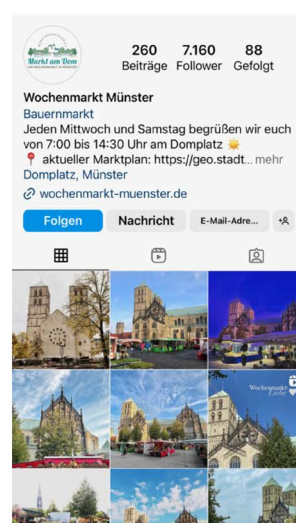 Markt am Dom
260 7.160 88
Beiträge Follower Gefolgt
Wochenmarkt Münster
Bauernmarkt
Jeden Mittwoch und Samstag begrüßen wir euch
von 7:00 bis 14:30 Uhr am Domplatz ☀️
📍 aktueller Marktplan: https://geo.stadt... mehr
Domplatz, Münster
wochenmarkt-muenster.de
Folgen Nachricht E-Mail-Adre...
Wochenmarkt
Liebe